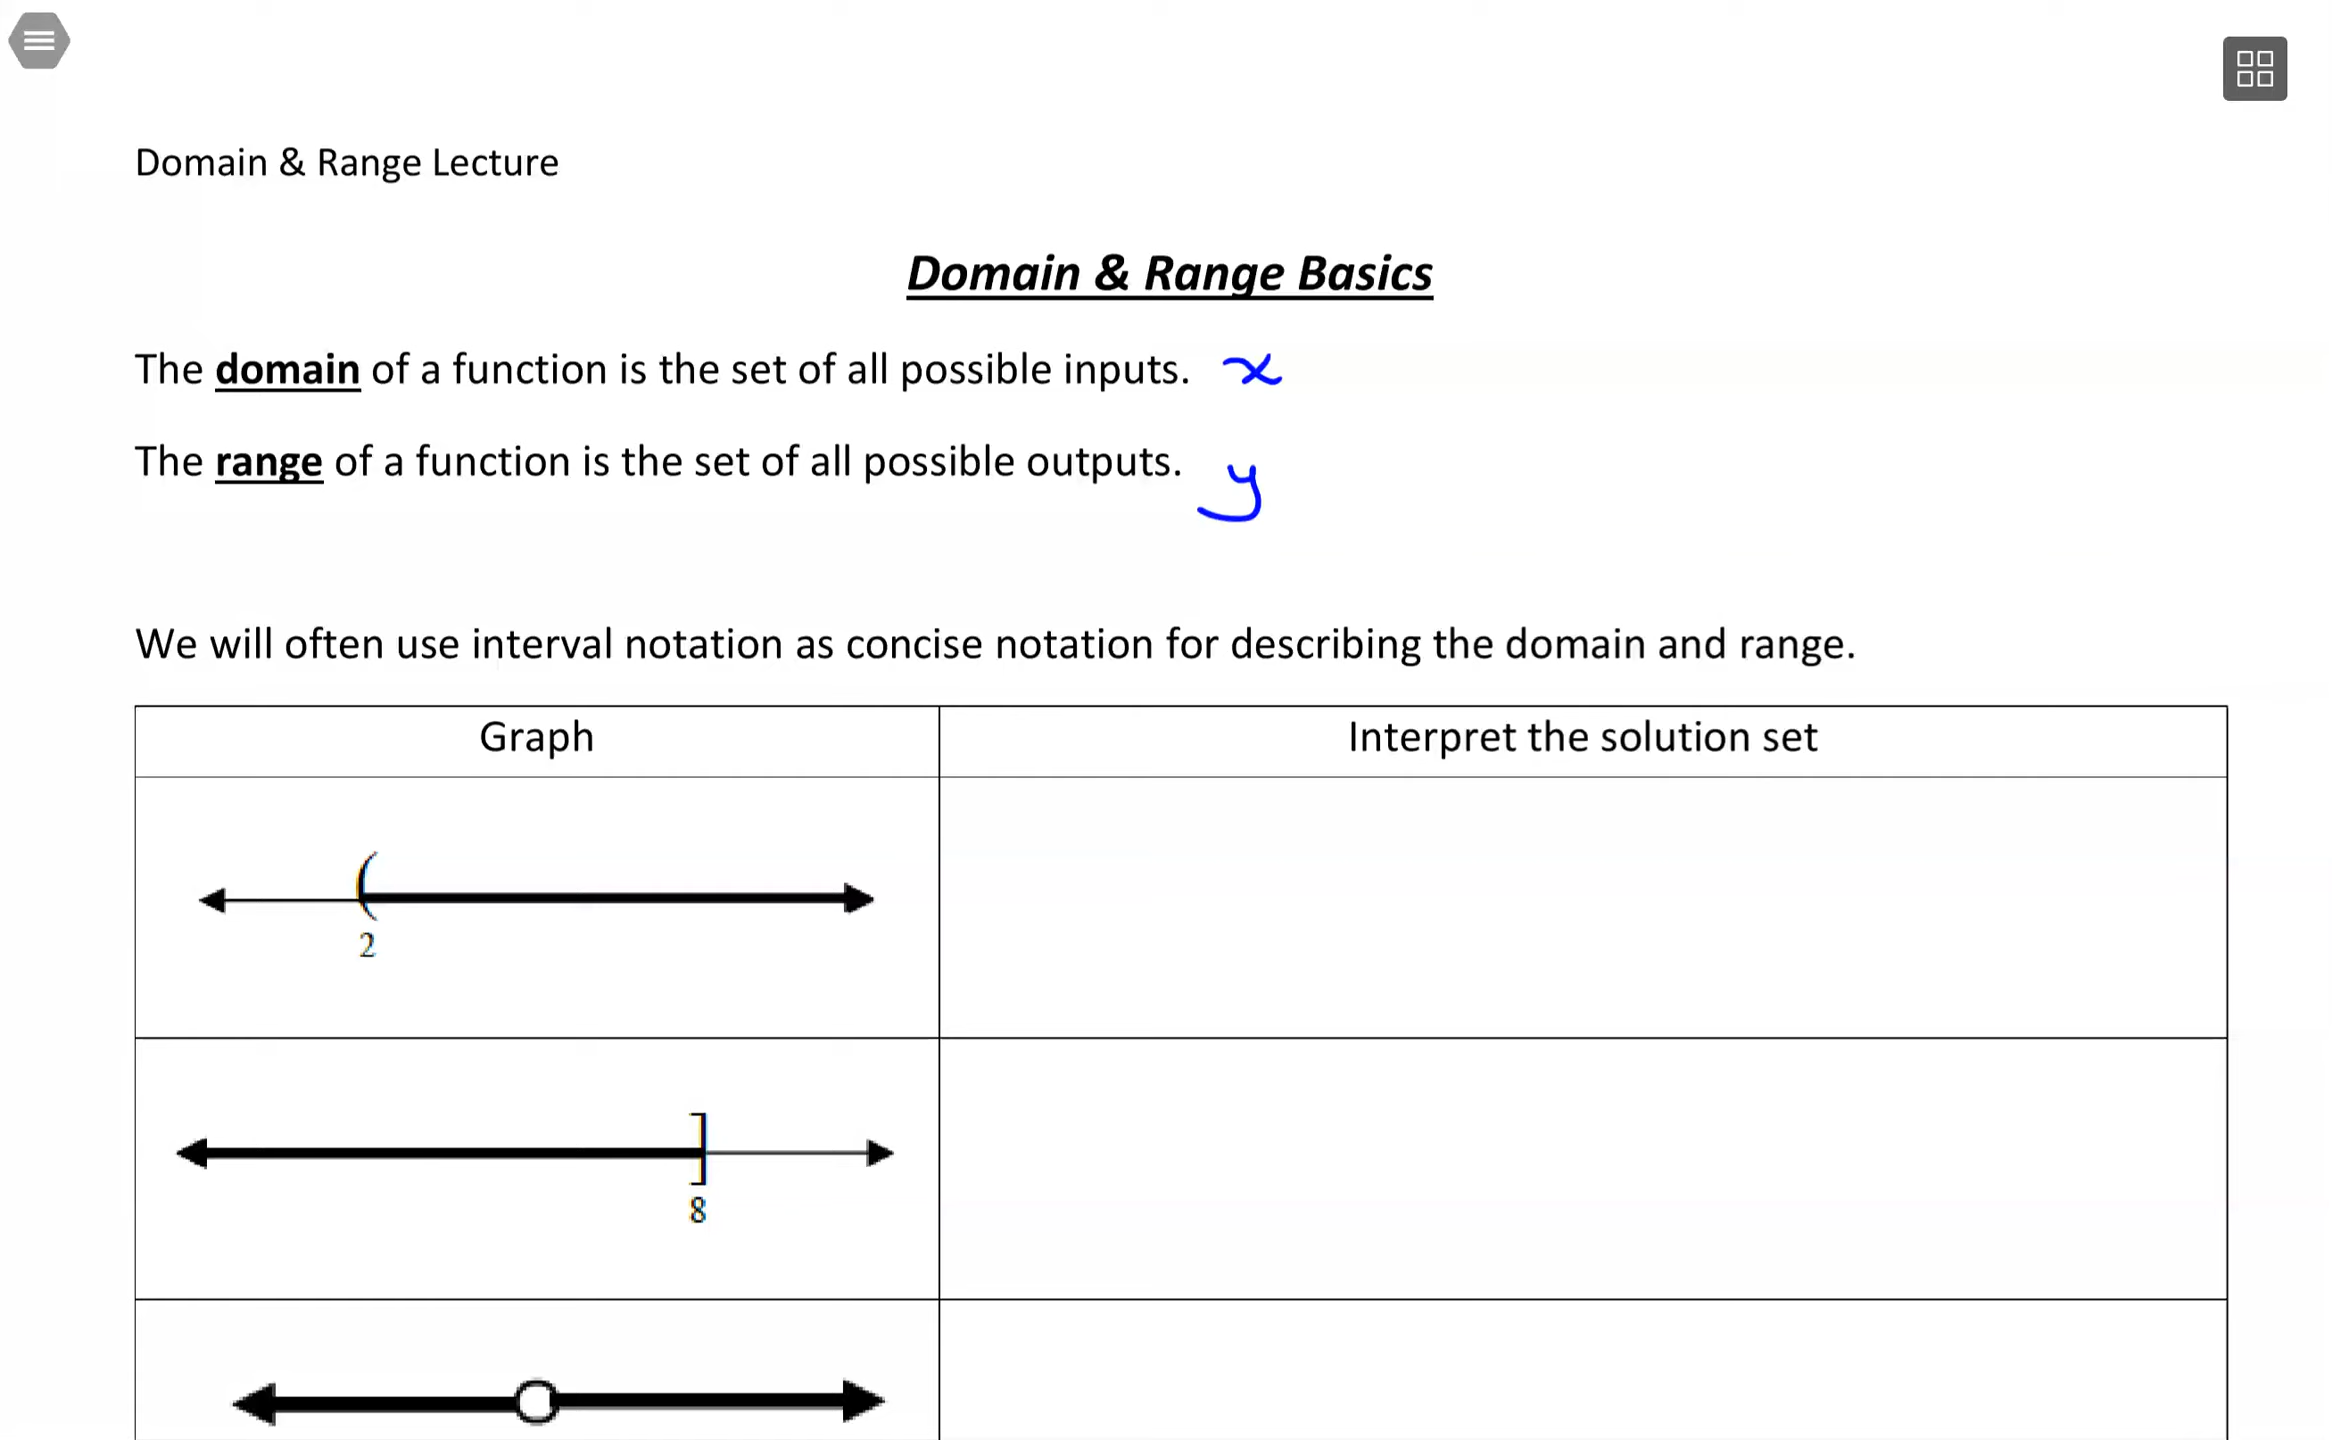 Domain & Range Lecture
Domain & Range Basics
The domain of a function is the set of all possible inputs. x
The range of a function is the set of all possible outputs. y
We will often use interval notation as concise notation for describing the domain and range.
Graph
Interpret the solution set
(
2
]
8